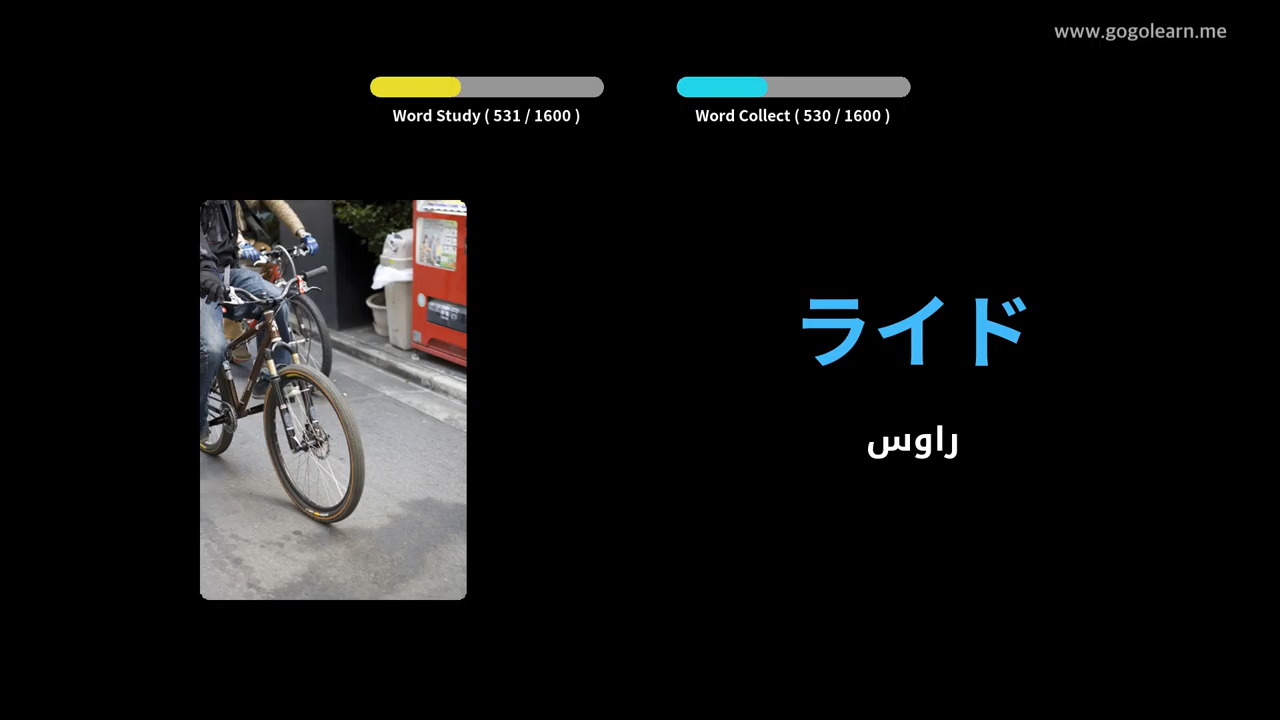 www.gogolearn.me
Word Study ( 531 / 1600 )
Word Collect ( 530 / 1600 )
ライド
راوس